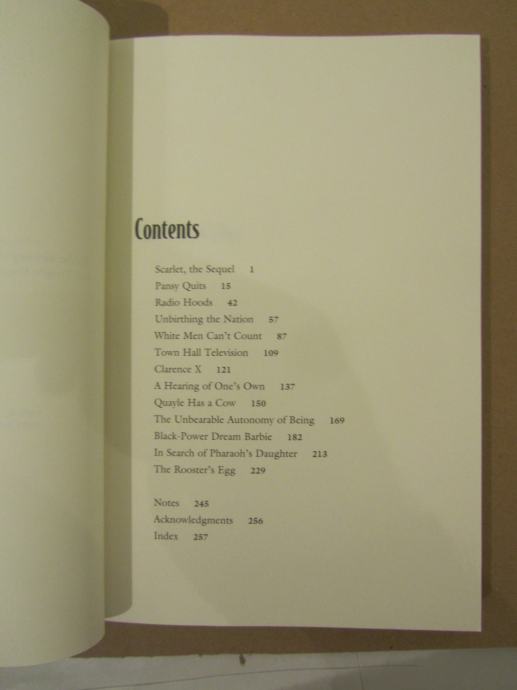 Contents
Scarlet, the Sequel 1
Pansy Quits 15
Radio Hoods 42
Unbirthing the Nation 57
White Men Can't Count 87
Town Hall Television 109
Clarence X 121
A Hearing of One's Own 137
Quayle Has a Cow 150
The Unbearable Autonomy of Being 169
Black-Power Dream Barbie 182
In Search of Pharaoh's Daughter 213
The Rooster's Egg 229
Notes 245
Acknowledgments 256
Index 257